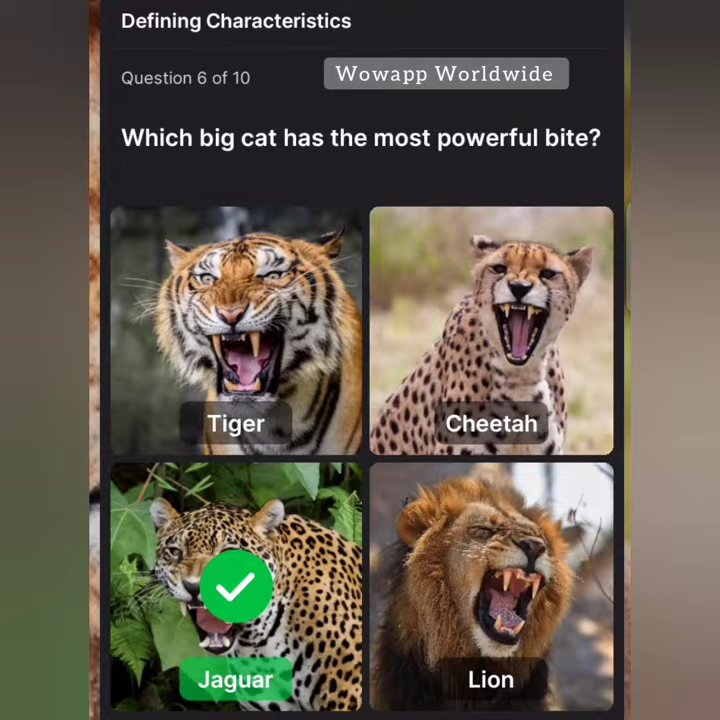 Defining Characteristics
Question 6 of 10
Wowapp Worldwide
Which big cat has the most powerful bite?
Tiger
Cheetah
Jaguar
Lion